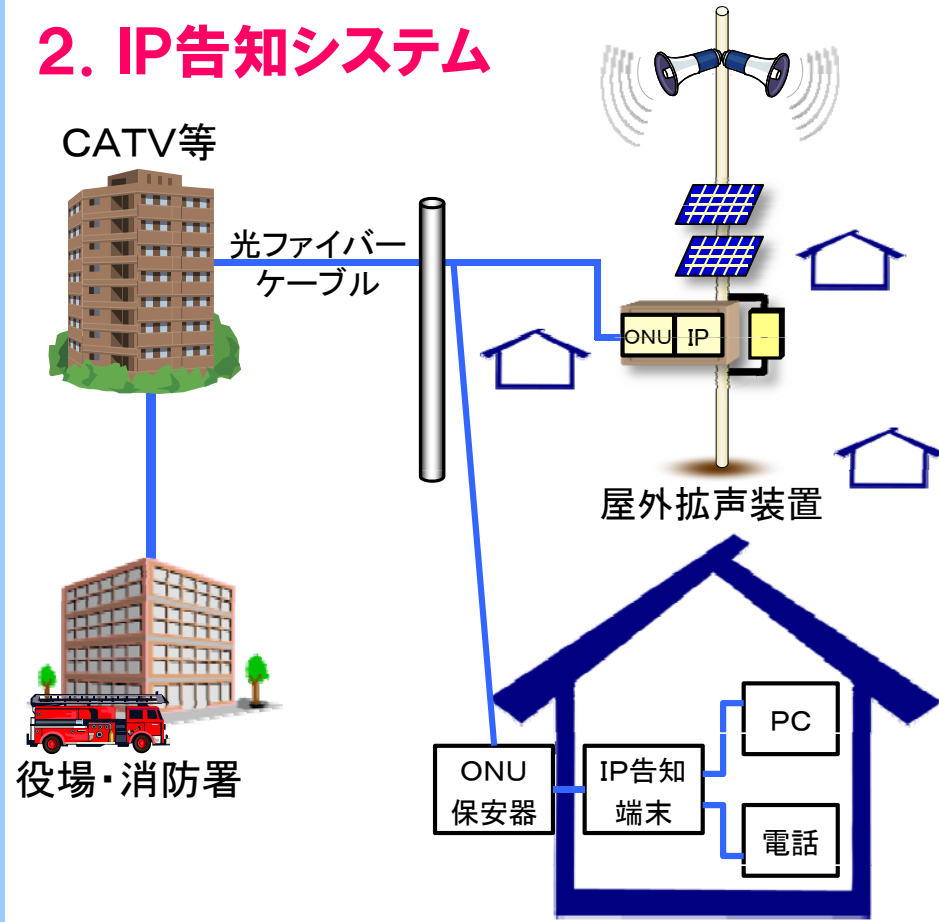 ２．IP告知システム
CATV等
光ファイバー
ケーブル
ONU
IP
屋外拡声装置
役場・消防署
ONU
保安器
IP告知
端末
PC
電話